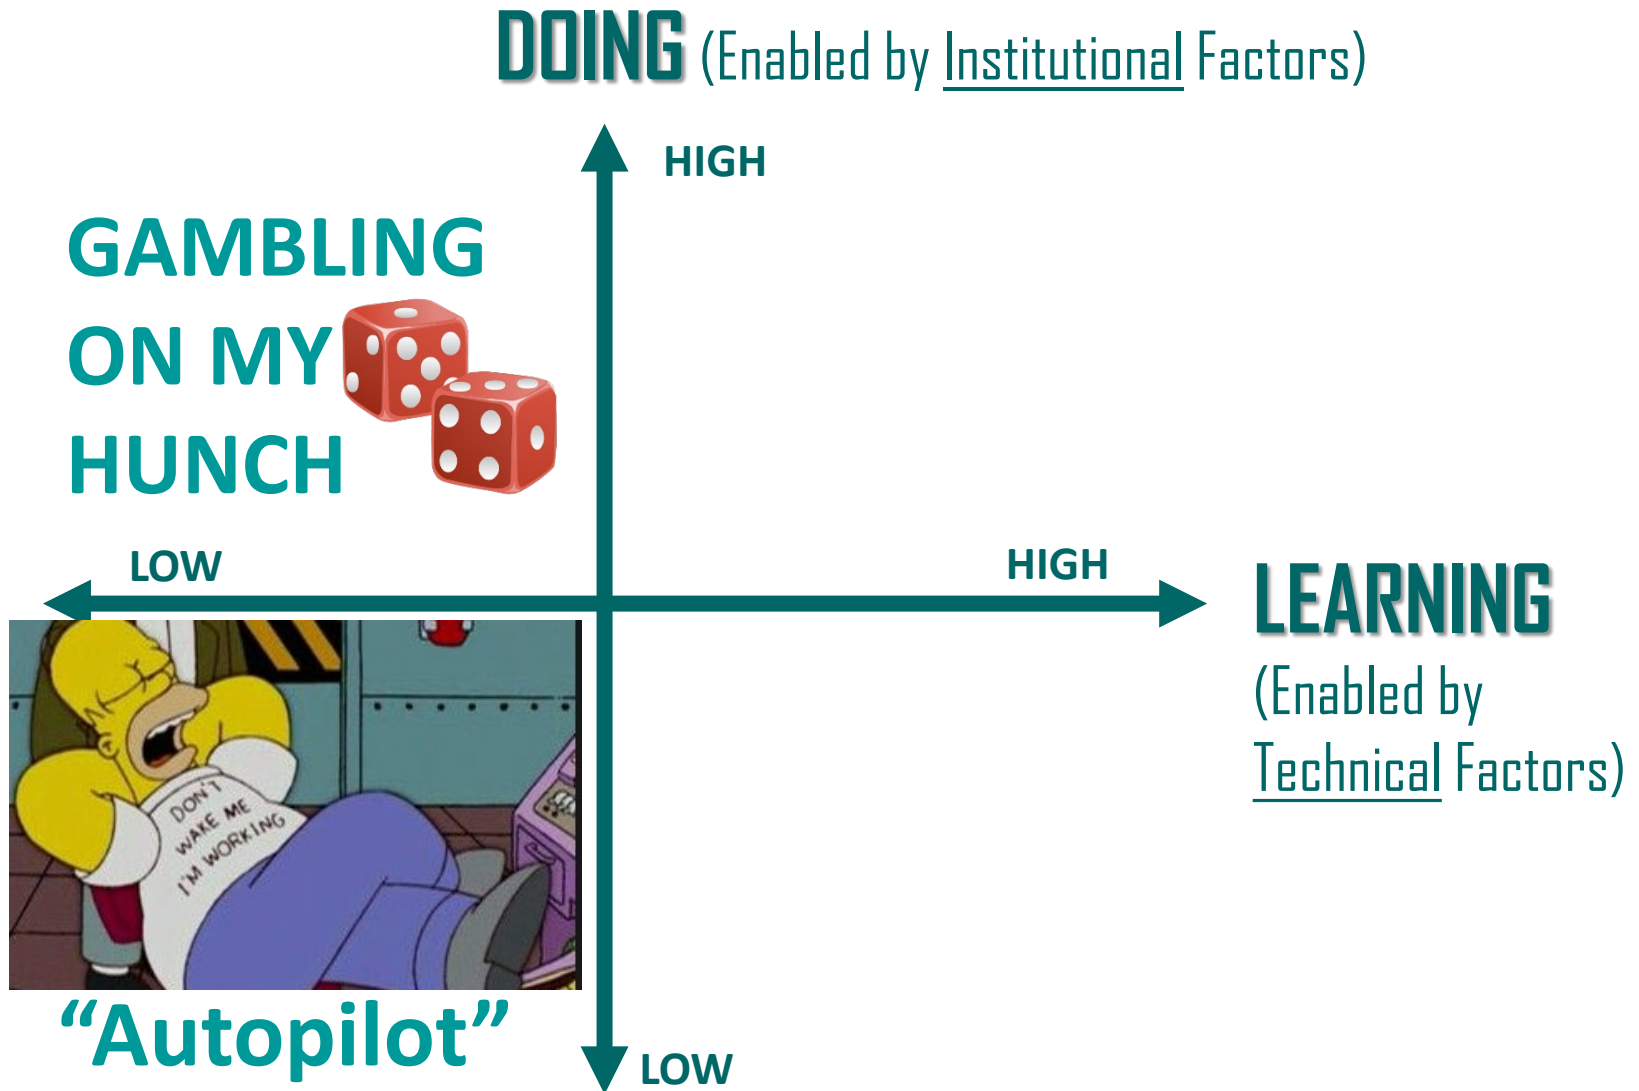 DOING (Enabled by Institutional Factors)
HIGH
GAMBLING
ON MY
HUNCH
LOW
HIGH
LEARNING
(Enabled by
Technical Factors)
DON'T
WAKE ME
I'M WORKING
“Autopilot”
LOW